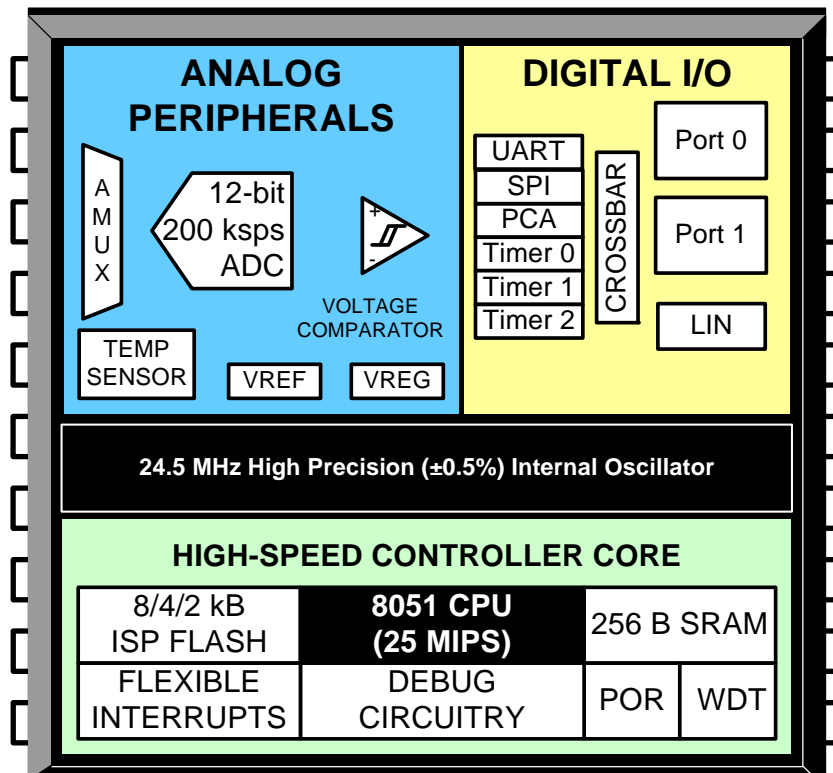 ANALOG
PERIPHERALS
A
M
U
X
12-bit
200 ksps
ADC
+
-
VOLTAGE
COMPARATOR
TEMP
SENSOR
VREF
VREG
DIGITAL I/O
UART
SPI
PCA
Timer 0
Timer 1
Timer 2
CROSSBAR
Port 0
Port 1
LIN
24.5 MHz High Precision (±0.5%) Internal Oscillator
HIGH-SPEED CONTROLLER CORE
8/4/2 kB
ISP FLASH
8051 CPU
(25 MIPS)
256 B SRAM
FLEXIBLE
INTERRUPTS
DEBUG
CIRCUITRY
POR
WDT